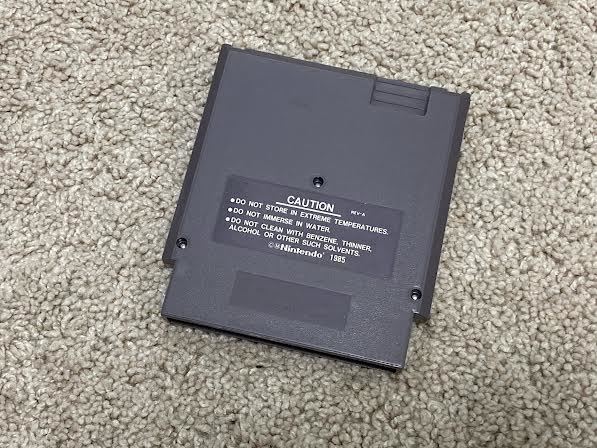 CAUTION REV-A
●DO NOT STORE IN EXTREME TEMPERATURES.
●DO NOT IMMERSE IN WATER.
●DO NOT CLEAN WITH BENZENE, THINNER,
ALCOHOL OR OTHER SUCH SOLVENTS.
©Ⓜ Nintendo® 1985